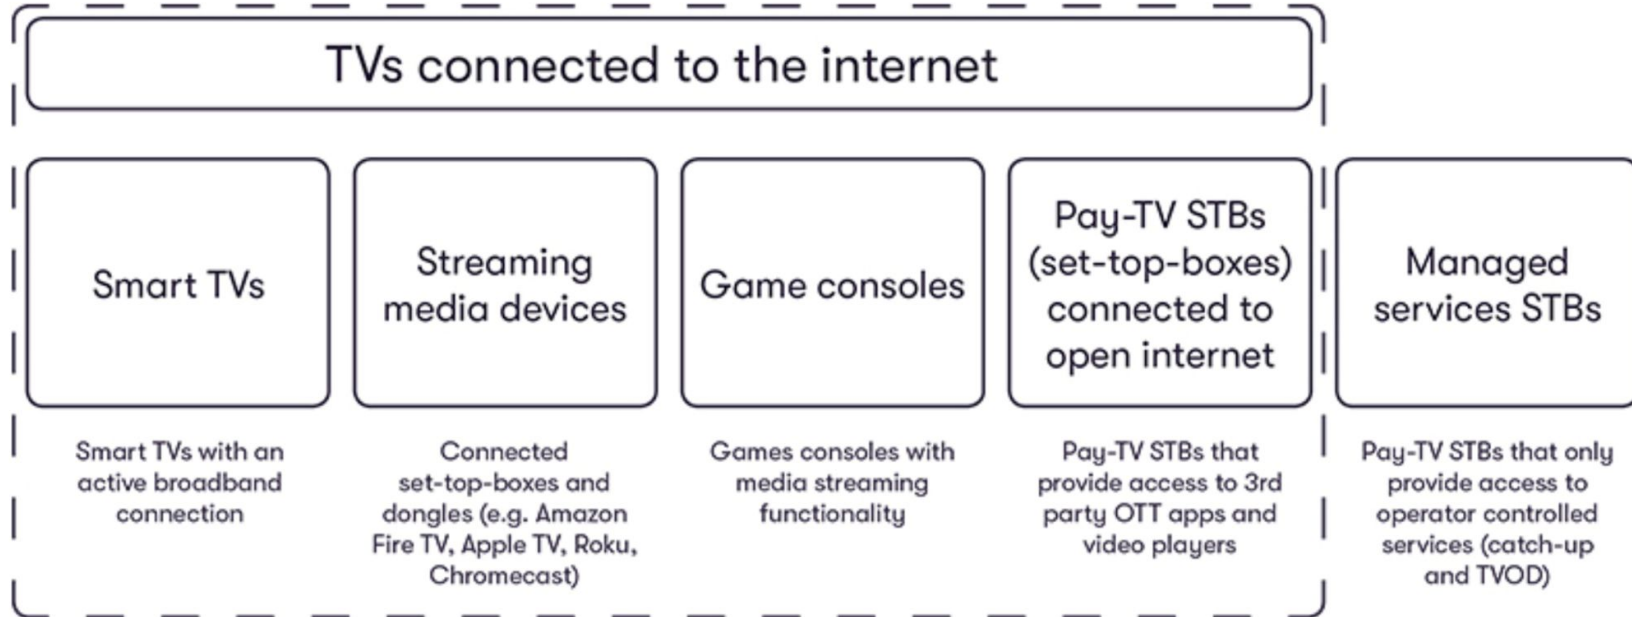 TVs connected to the internet
Smart TVs
Streaming
media devices
Game consoles
Pay-TV STBs
(set-top-boxes)
connected to
open internet
Managed
services STBs
Smart TVs with an
active broadband
connection
Connected
set-top-boxes and
dongles (e.g. Amazon
Fire TV, Apple TV, Roku,
Chromecast)
Games consoles with
media streaming
functionality
Pay-TV STBs that
provide access to 3rd
party OTT apps and
video players
Pay-TV STBs that only
provide access to
operator controlled
services (catch-up
and TVOD)